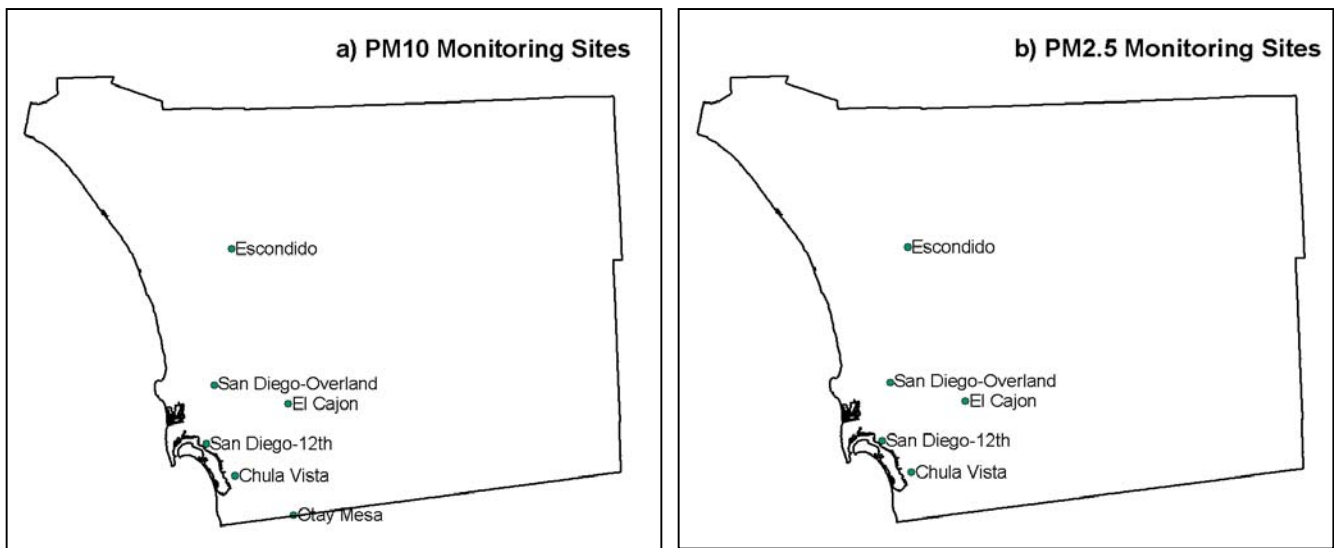 a) PM10 Monitoring Sites
Escondido
San Diego-Overland
El Cajon
San Diego-12th
Chula Vista
Otay Mesa
b) PM2.5 Monitoring Sites
Escondido
San Diego-Overland
El Cajon
San Diego-12th
Chula Vista